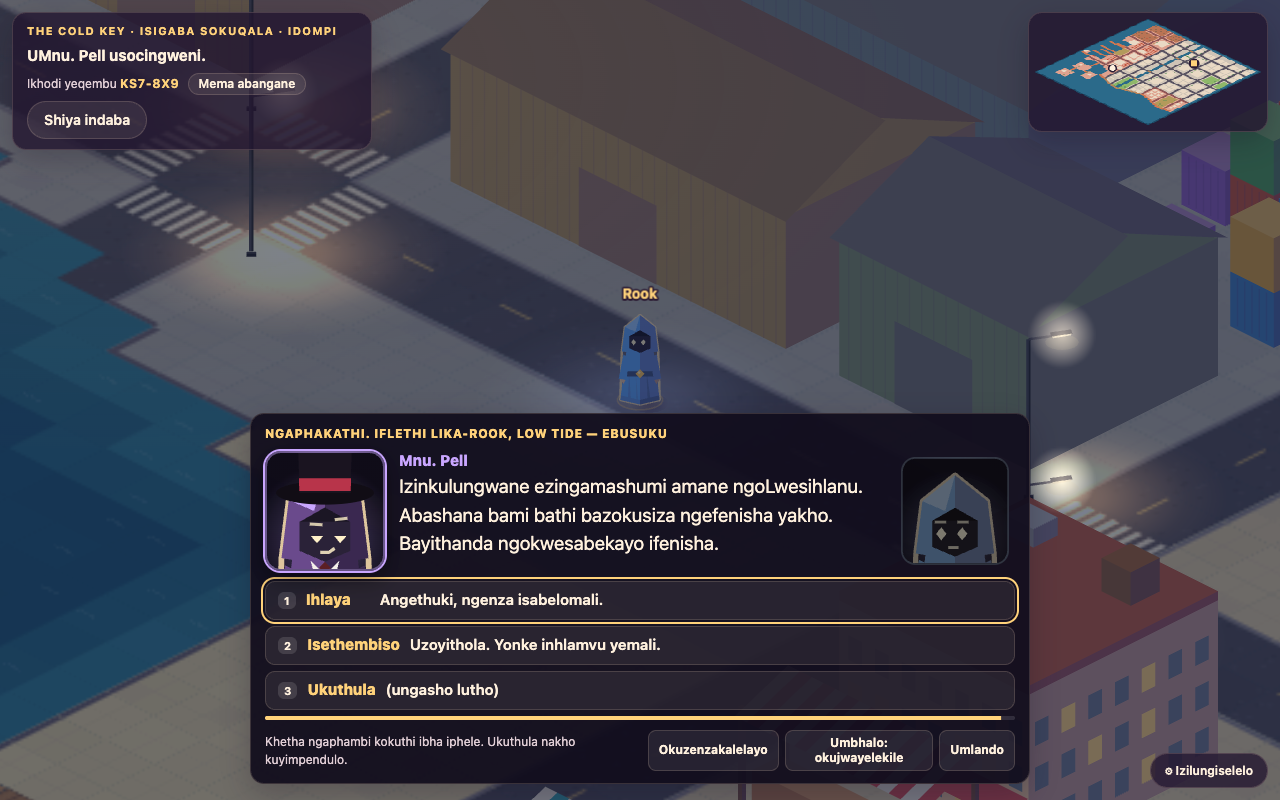 THE COLD KEY · ISIGABA SOKUQALA · IDOMPI
UMnu. Pell usocingweni.
Ikhodi yeqembu KS7-8X9 Mema abangane
Shiya indaba
Rook
NGAPHAKATHI. IFLETHI LIKA-ROOK, LOW TIDE — EBUSUKU
Mnu. Pell
Izinkulungwane ezingamashumi amane ngoLwesihlanu.
Abashana bami bathi bazokusiza ngefenisha yakho.
Bayithanda ngokwesabekayo ifenisha.
1 Ihlaya Angethuki, ngenza isabelomali.
2 Isethembiso Uzoyithola. Yonke inhlamvu yemali.
3 Ukuthula (ungasho lutho)
Khetha ngaphambi kokuthi ibha iphele. Ukuthula nakho
kuyimpendulo.
Okuzenzakalelayo
Umbhalo:
okujwayelekile
Umlando
⚙ Izilungiselelo